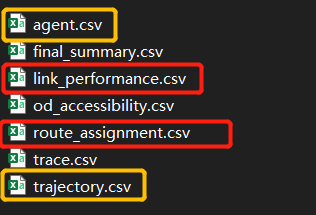 agent.csv
final_summary.csv
link_performance.csv
od_accessibility.csv
route_assignment.csv
trace.csv
trajectory.csv